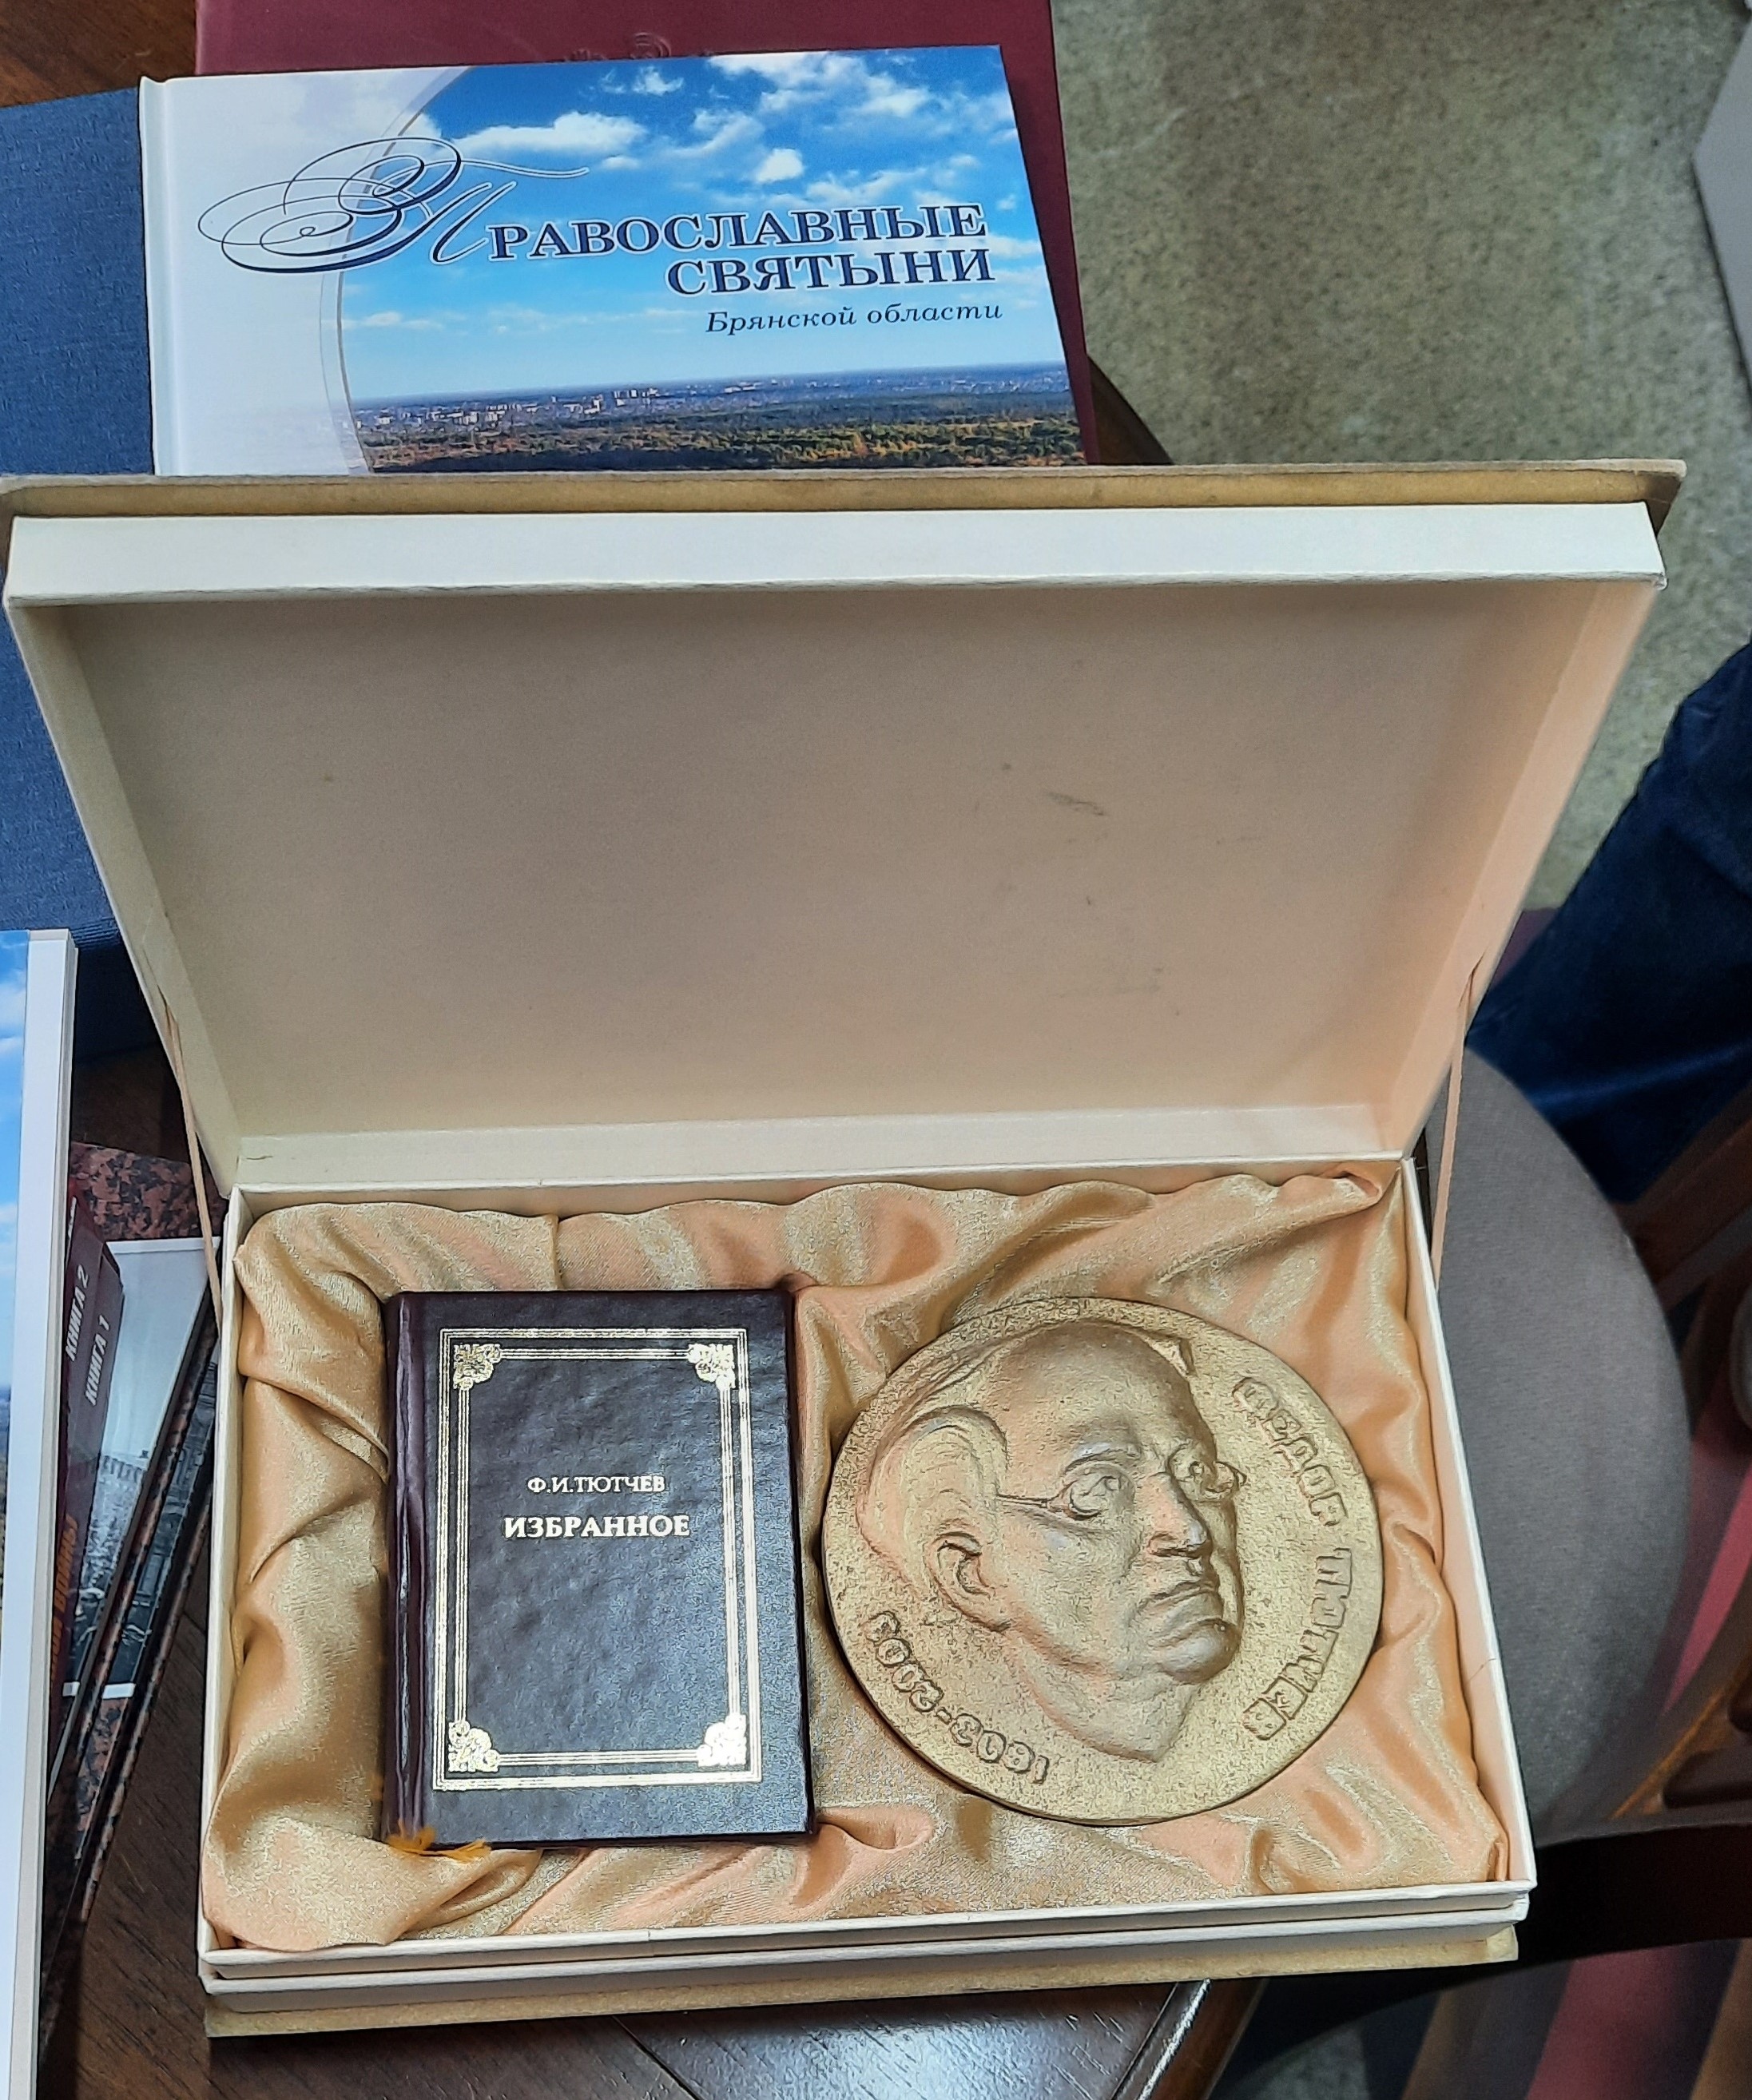 ПРАВОСЛАВНЫЕ
СВЯТЫНИ
Брянской области
КНИГА 2
КНИГА 1
Ф.И.ТЮТЧЕВ
ИЗБРАННОЕ
ФЕДОР ТЮТЧЕВ
1803-2003